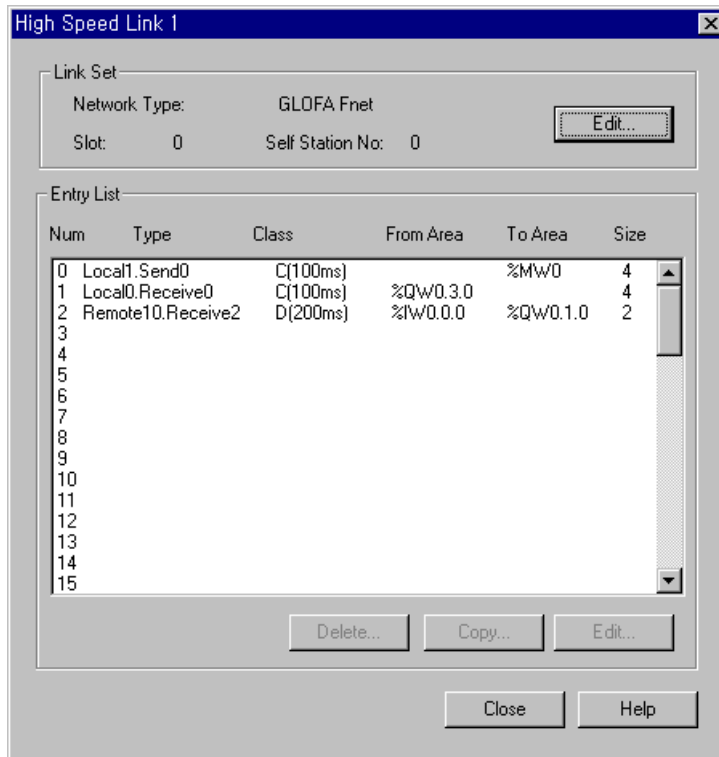 High Speed Link 1
Link Set
Network Type: GLOFA Fnet
Edit...
Slot: 0 Self Station No: 0
Entry List
Num Type Class From Area To Area Size
0 Local1.Send0 C(100ms) %MW0 4
1 Local0.Receive0 C(100ms) %QW0.3.0 4
2 Remote10.Receive2 D(200ms) %IW0.0.0 %QW0.1.0 2
3
4
5
6
7
8
9
10
11
12
13
14
15
Delete... Copy... Edit...
Close Help